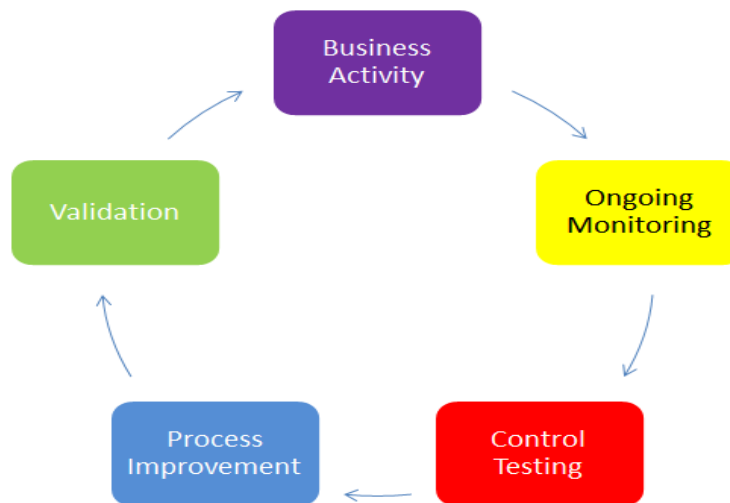 Business
Activity
Ongoing
Monitoring
Control
Testing
Process
Improvement
Validation